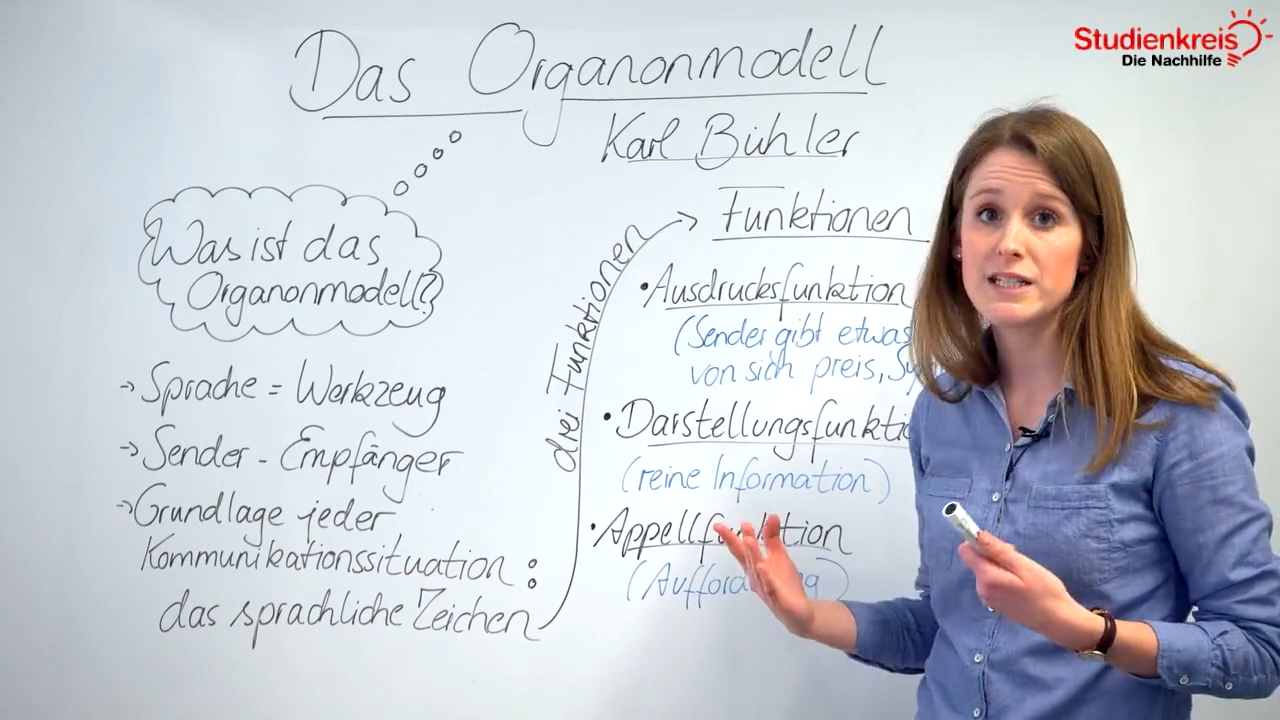 Das Organonmodell
Karl Bühler
Was ist das
Organonmodell?
→ Sprache = Werkzeug
→ Sender - Empfänger
→ Grundlage jeder
Kommunikationssituation :
das sprachliche Zeichen
drei Funktionen
Funktionen
• Ausdrucksfunktion
(Sender gibt etwas
von sich preis,
• Darstellungsfunkti
(reine Information)
• Appellfunktion
Studienkreis
Die Nachhilfe